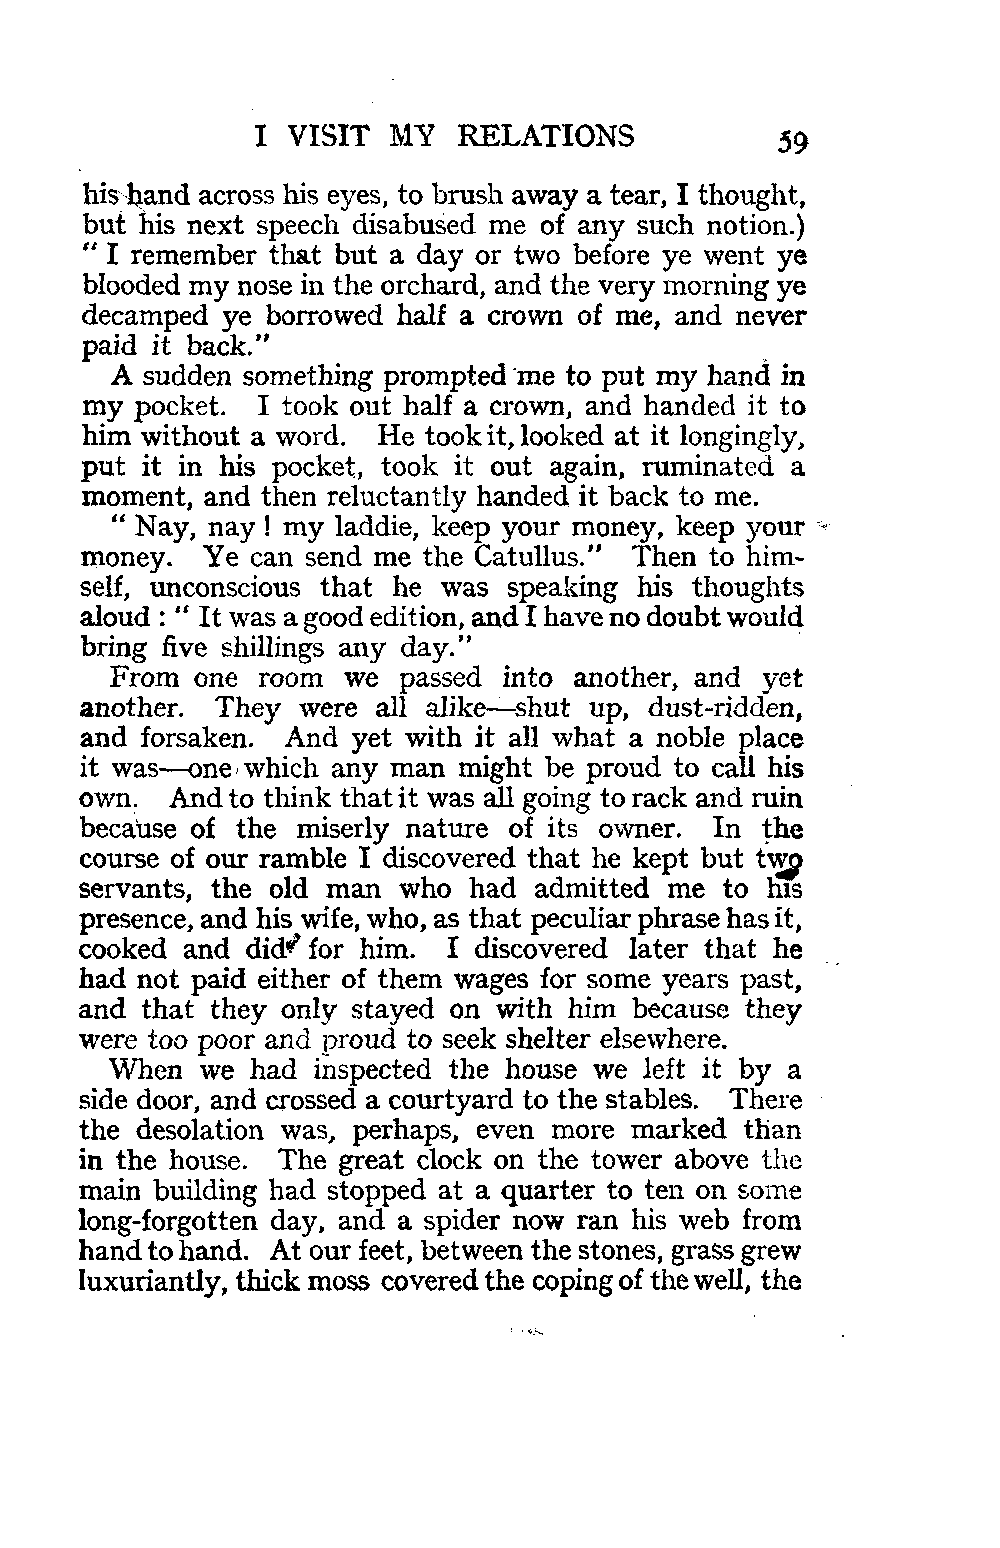 I VISIT MY RELATIONS 59
his hand across his eyes, to brush away a tear, I thought,
but his next speech disabused me of any such notion.)
“ I remember that but a day or two before ye went ye
blooded my nose in the orchard, and the very morning ye
decamped ye borrowed half a crown of me, and never
paid it back.”
A sudden something prompted me to put my hand in
my pocket. I took out half a crown, and handed it to
him without a word. He took it, looked at it longingly,
put it in his pocket, took it out again, ruminated a
moment, and then reluctantly handed it back to me.
“ Nay, nay ! my laddie, keep your money, keep your
money. Ye can send me the Catullus.” Then to him-
self, unconscious that he was speaking his thoughts
aloud : “ It was a good edition, and I have no doubt would
bring five shillings any day.”
From one room we passed into another, and yet
another. They were all alike—shut up, dust-ridden,
and forsaken. And yet with it all what a noble place
it was—one which any man might be proud to call his
own. And to think that it was all going to rack and ruin
because of the miserly nature of its owner. In the
course of our ramble I discovered that he kept but two
servants, the old man who had admitted me to his
presence, and his wife, who, as that peculiar phrase has it,
cooked and did for him. I discovered later that he
had not paid either of them wages for some years past,
and that they only stayed on with him because they
were too poor and proud to seek shelter elsewhere.
When we had inspected the house we left it by a
side door, and crossed a courtyard to the stables. There
the desolation was, perhaps, even more marked than
in the house. The great clock on the tower above the
main building had stopped at a quarter to ten on some
long-forgotten day, and a spider now ran his web from
hand to hand. At our feet, between the stones, grass grew
luxuriantly, thick moss covered the coping of the well, the